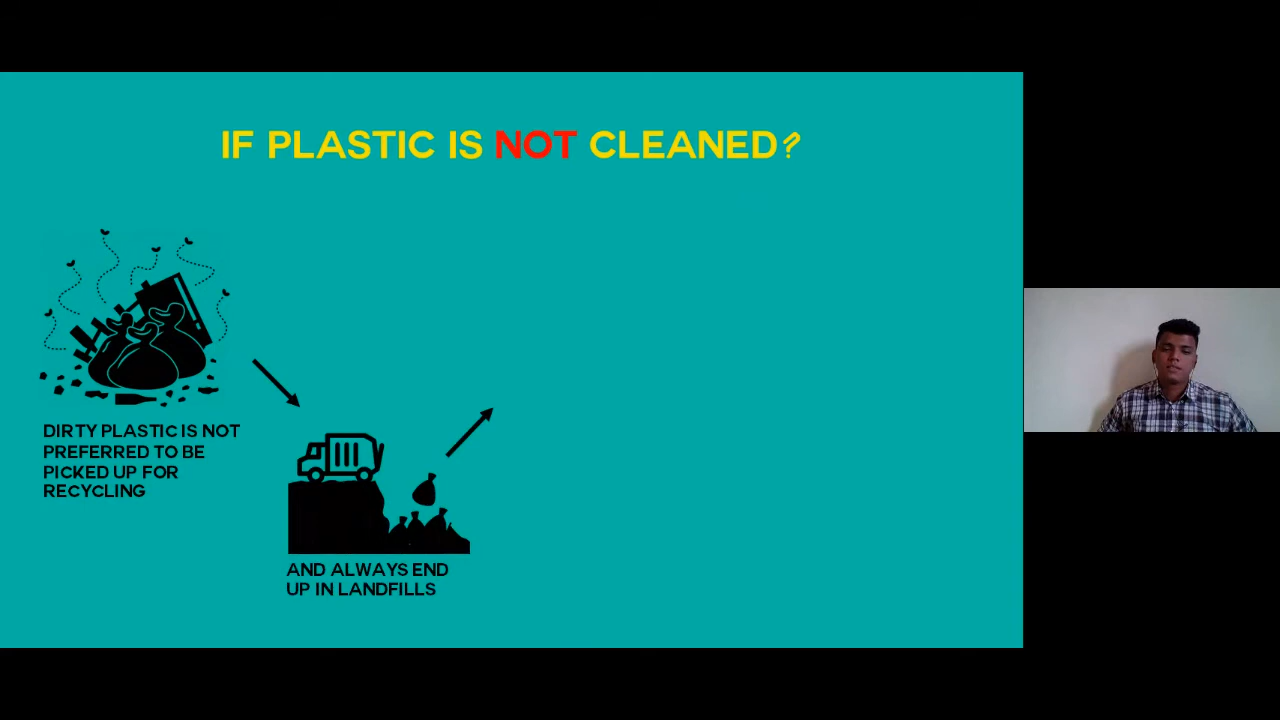 IF PLASTIC IS NOT CLEANED?
DIRTY PLASTIC IS NOT
PREFERRED TO BE
PICKED UP FOR
RECYCLING
AND ALWAYS END
UP IN LANDFILLS